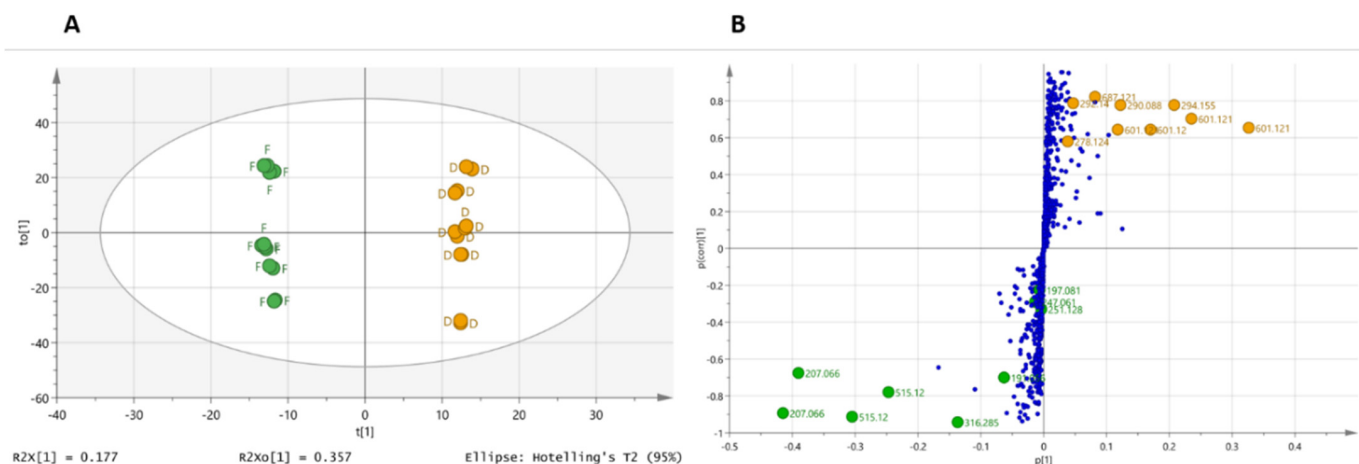 A
B
40
20
0
-20
-40
-60
to[1]
-40
-30
-20
-10
0
10
20
30
t[1]
F
F
F
F
F
F
F
F
F
F
F
D
D
D
D
D
D
D
D
D
D
D
D
R2X[1] = 0.177
R2Xo[1] = 0.357
Ellipse: Hotelling's T2 (95%)
0.8
0.6
0.4
0.2
0
-0.2
-0.4
-0.6
-0.8
-1
p(corr)[1]
-0.5
-0.4
-0.3
-0.2
-0.1
0
0.1
0.2
0.3
0.4
p[1]
687.121
292.14
290.088
294.155
601.121
601.12
601.121
278.124
197.081
251.128
207.066
515.12
207.066
515.12
316.285